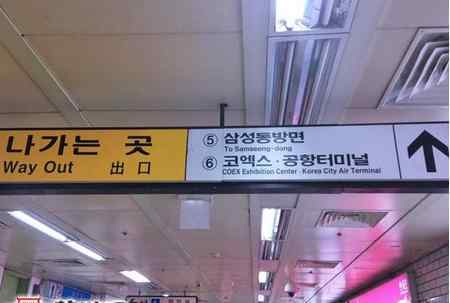 나가는 곳
Way Out 出口
⑤ 삼성동방면
To Samseong-dong
⑥ 코엑스·공항터미널
COEX Exhibition Center · Korea City Air Terminal